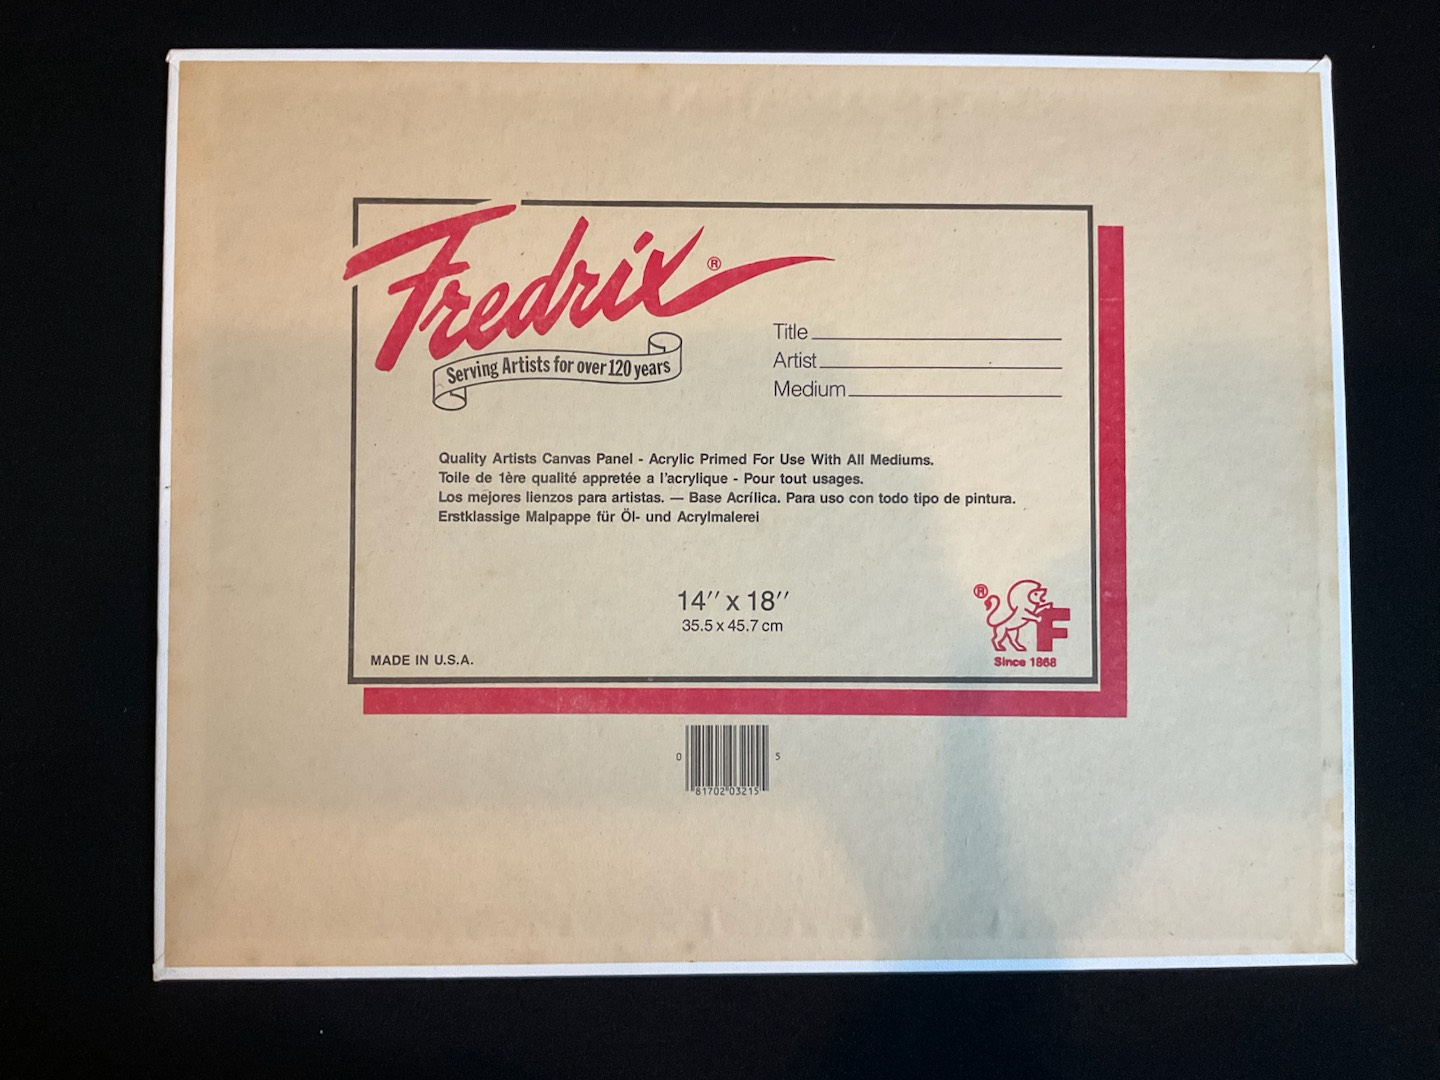 Fredrix®
Serving Artists for over 120 years
Title
Artist
Medium
Quality Artists Canvas Panel - Acrylic Primed For Use With All Mediums.
Toile de 1ère qualité appretée a l'acrylique - Pour tout usages.
Los mejores lienzos para artistas. — Base Acrílica. Para uso con todo tipo de pintura.
Erstklassige Malpappe für Öl- und Acrylmalerei
14″ x 18″
35.5 x 45.7 cm
MADE IN U.S.A.
® F
Since 1868
0 81702 03215 5